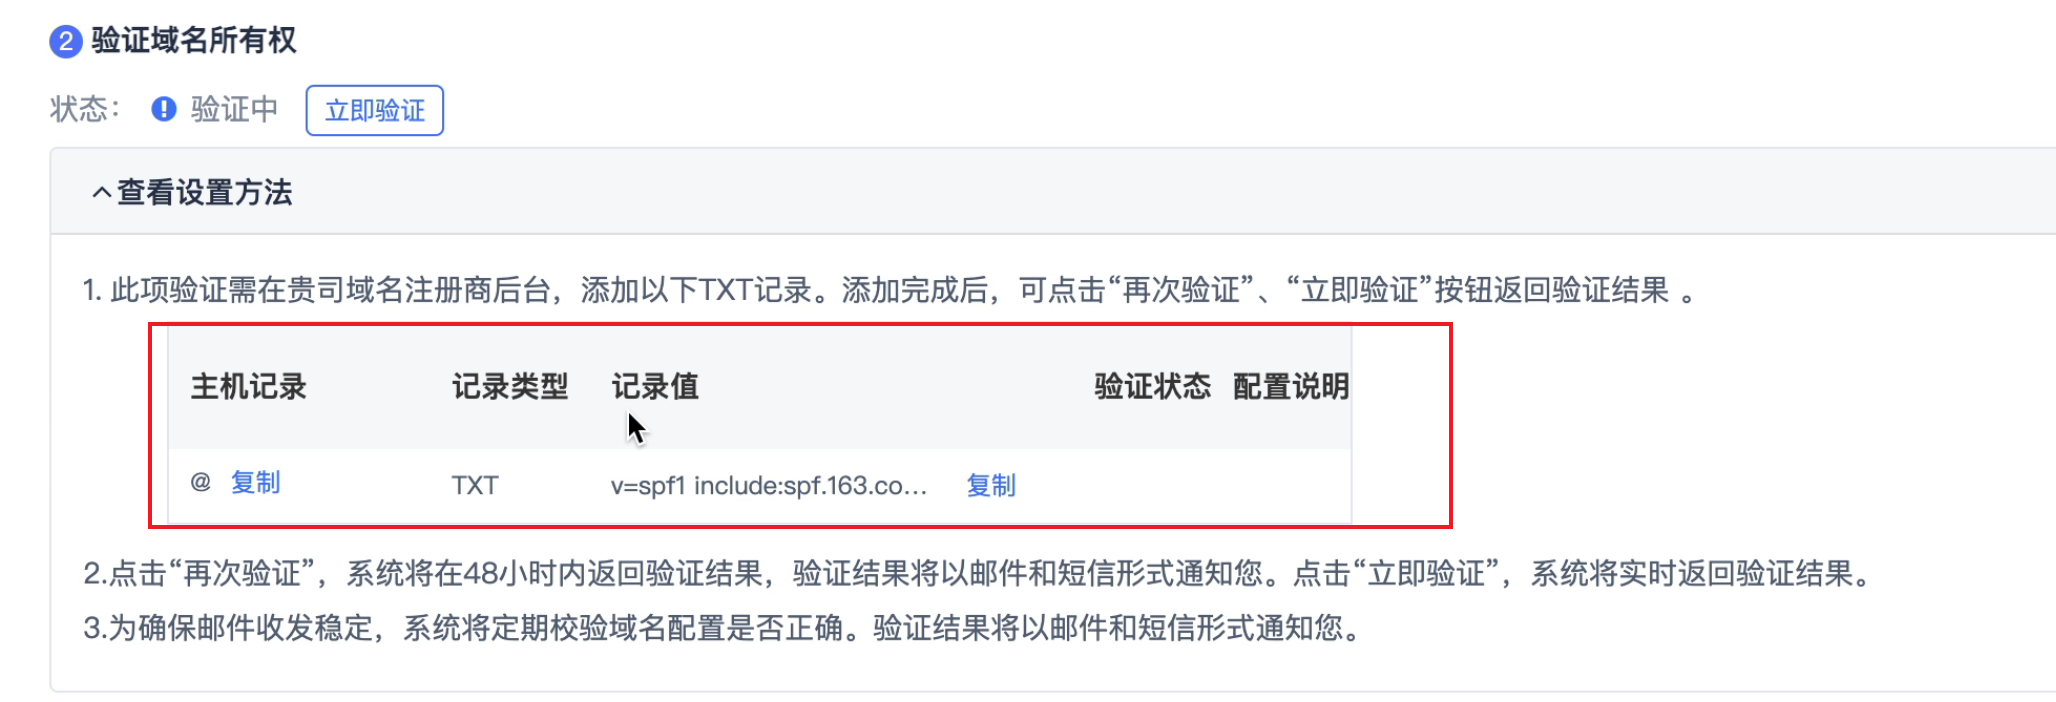 2 验证域名所有权
状态： 验证中 立即验证
查看设置方法
1. 此项验证需在贵司域名注册商后台，添加以下TXT记录。添加完成后，可点击“再次验证”、“立即验证”按钮返回验证结果 。
主机记录 记录类型 记录值 验证状态 配置说明
@ 复制 TXT v=spf1 include:spf.163.co... 复制
2.点击“再次验证”，系统将在48小时内返回验证结果，验证结果将以邮件和短信形式通知您。点击“立即验证”，系统将实时返回验证结果。
3.为确保邮件收发稳定，系统将定期校验域名配置是否正确。验证结果将以邮件和短信形式通知您。